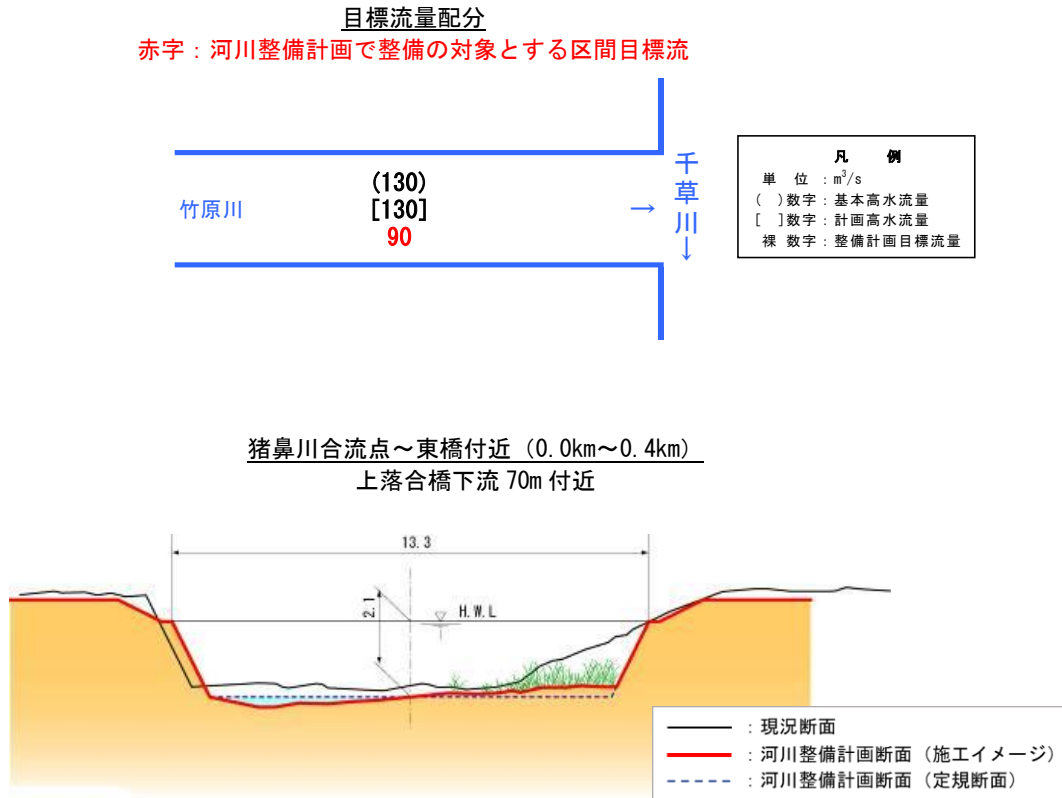 目標流量配分
赤字：河川整備計画で整備の対象とする区間目標流
竹原川
(130)
[130]
90
→
千草川↓
凡 例
単 位 ：m³/s
( )数字：基本高水流量
[ ]数字：計画高水流量
裸 数字：整備計画目標流量
猪鼻川合流点～東橋付近（0.0km～0.4km）
上落合橋下流 70m 付近
13.3
2.1
H.W.L
：現況断面
：河川整備計画断面（施工イメージ）
：河川整備計画断面（定規断面）